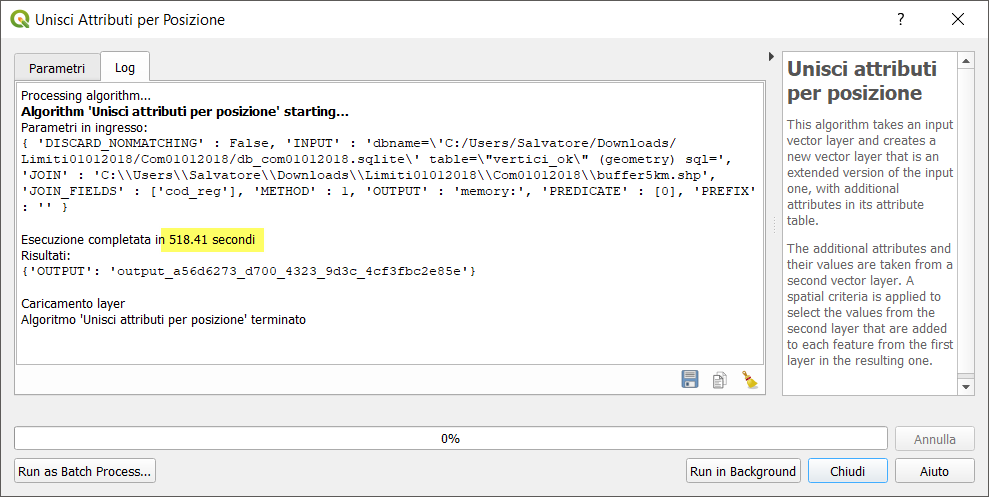 Unisci Attributi per Posizione
?
Parametri
Log
Processing algorithm...
Algorithm 'Unisci attributi per posizione' starting...
Parametri in ingresso:
{ 'DISCARD_NONMATCHING' : False, 'INPUT' : 'dbname=\'C:/Users/Salvatore/Downloads/
Limiti01012018/Com01012018/db_com01012018.sqlite\' table=\"vertici_ok\" (geometry) sql=',
'JOIN' : 'C:\\Users\\Salvatore\\Downloads\\Limiti01012018\\Com01012018\\buffer5km.shp',
'JOIN_FIELDS' : ['cod_reg'], 'METHOD' : 1, 'OUTPUT' : 'memory:', 'PREDICATE' : [0], 'PREFIX'
: '' }
Esecuzione completata in 518.41 secondi
Risultati:
{'OUTPUT': 'output_a56d6273_d700_4323_9d3c_4cf3fbc2e85e'}
Caricamento layer
Algoritmo 'Unisci attributi per posizione' terminato
Unisci attributi
per posizione
This algorithm takes an input
vector layer and creates a
new vector layer that is an
extended version of the input
one, with additional
attributes in its attribute
table.
The additional attributes and
their values are taken from a
second vector layer. A
spatial criteria is applied to
select the values from the
second layer that are added
to each feature from the first
layer in the resulting one.
0%
Annulla
Run as Batch Process...
Run in Background
Chiudi
Aiuto